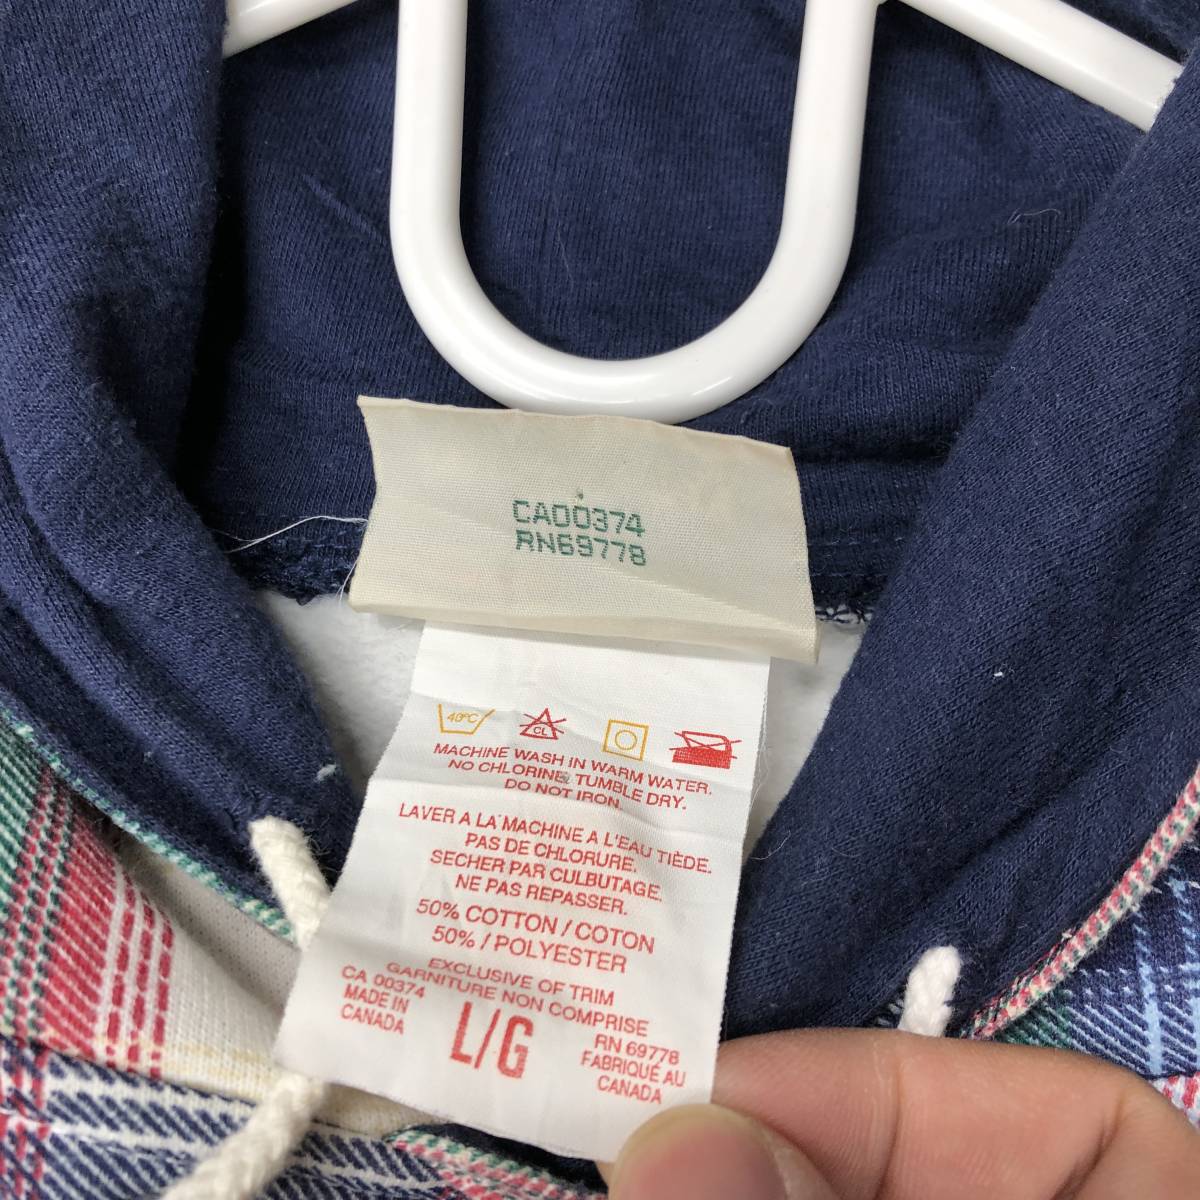 CA00374
RN69778
40°C
CL
MACHINE WASH IN WARM WATER.
NO CHLORINE. TUMBLE DRY.
DO NOT IRON.
LAVER A LA MACHINE A L'EAU TIÈDE.
PAS DE CHLORURE.
SECHER PAR CULBUTAGE.
NE PAS REPASSER.
50% COTTON / COTON
50% / POLYESTER
EXCLUSIVE OF TRIM
GARNITURE NON COMPRISE
CA 00374
MADE IN
CANADA
L/G
RN 69778
FABRIQUÉ AU
CANADA